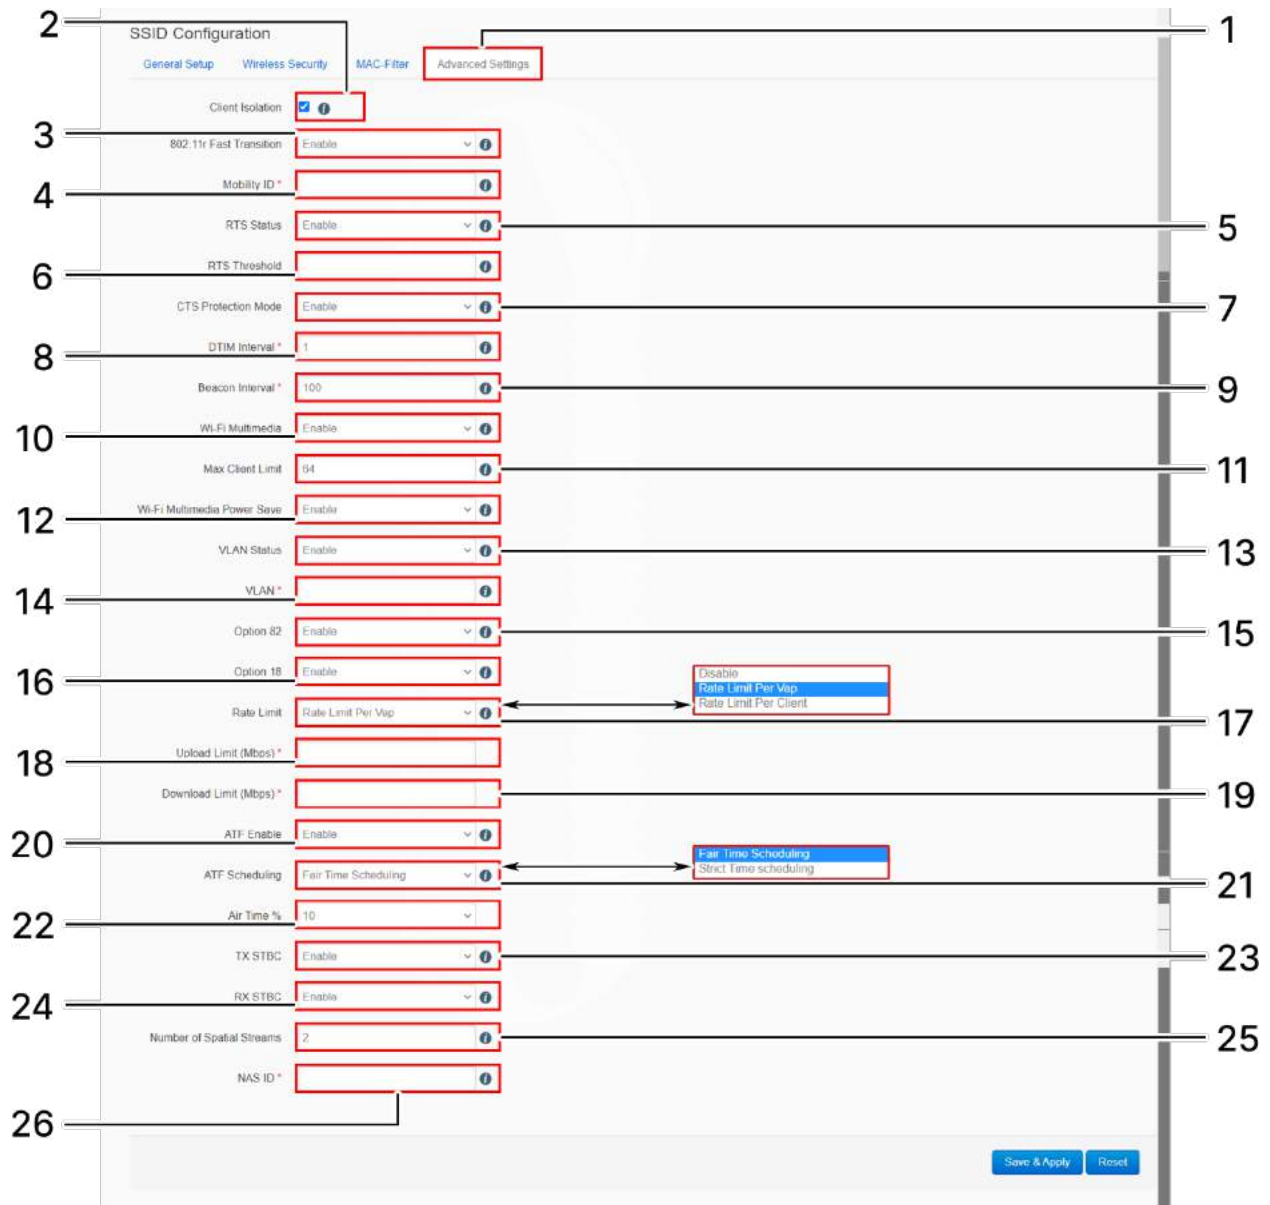 2
1
SSID Configuration
General Setup Wireless Security MAC-Filter Advanced Settings
Client Isolation
3
802.11r Fast Transition Enable
4
Mobility ID *
RTS Status Enable
5
6
RTS Threshold
CTS Protection Mode Enable
7
8
DTIM Interval * 1
Beacon Interval * 100
9
10
Wi-Fi Multimedia Enable
Max Client Limit 64
11
12
Wi-Fi Multimedia Power Save Enable
VLAN Status Enable
13
14
VLAN *
Option 82 Enable
15
16
Option 18 Enable
Disable
Rate Limit Per Vap
Rate Limit Per Client
Rate Limit Rate Limit Per Vap
17
18
Upload Limit (Mbps) *
Download Limit (Mbps) *
19
20
ATF Enable Enable
Fair Time Scheduling
Strict Time scheduling
ATF Scheduling Fair Time Scheduling
21
22
Air Time % 10
TX STBC Enable
23
24
RX STBC Enable
Number of Spatial Streams 2
25
NAS ID *
26
Save & Apply Reset